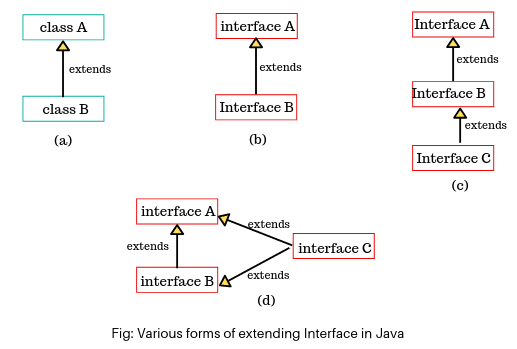 class A
extends
class B
(a)
interface A
extends
Interface B
(b)
Interface A
extends
Interface B
extends
Interface C
(c)
interface A
extends
extends
interface C
interface B
extends
(d)
Fig: Various forms of extending Interface in Java